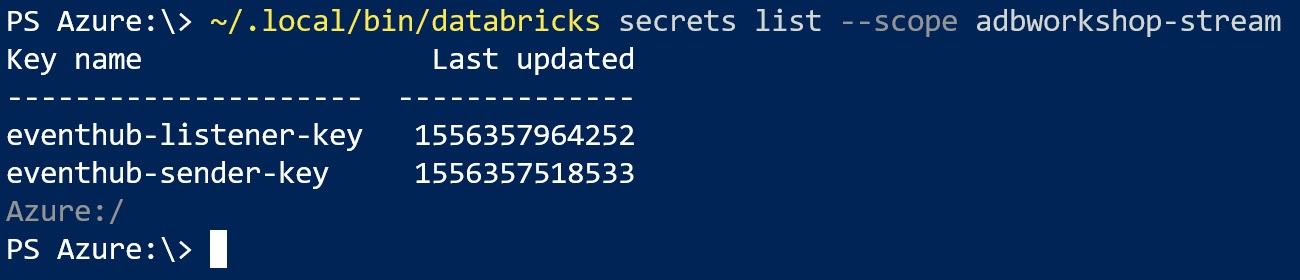 PS Azure:\> ~/.local/bin/databricks secrets list --scope adbworkshop-stream
Key name                 Last updated
---------------------  --------------
eventhub-listener-key   1556357964252
eventhub-sender-key     1556357518533
Azure:/
PS Azure:\>